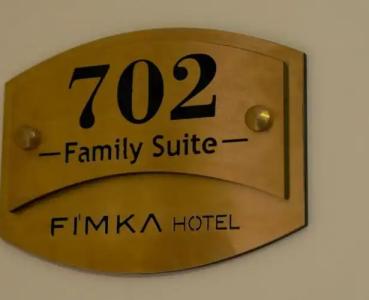 702
—Family Suite—
FIMKA HOTEL